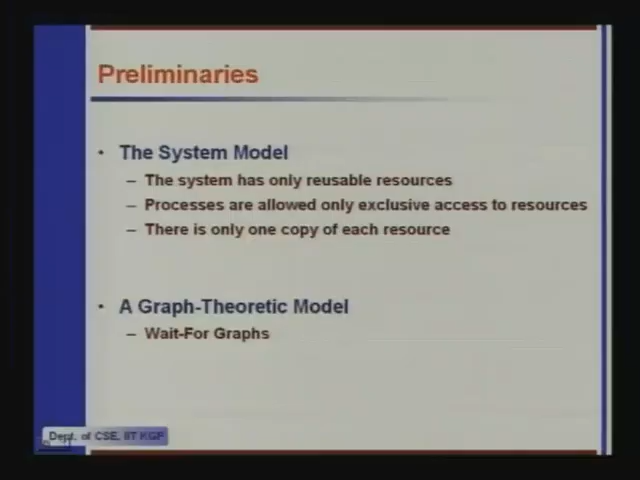 Preliminaries
• The System Model
– The system has only reusable resources
– Processes are allowed only exclusive access to resources
– There is only one copy of each resource
• A Graph-Theoretic Model
– Wait-For Graphs
Dept. of CSE, IIT KGP